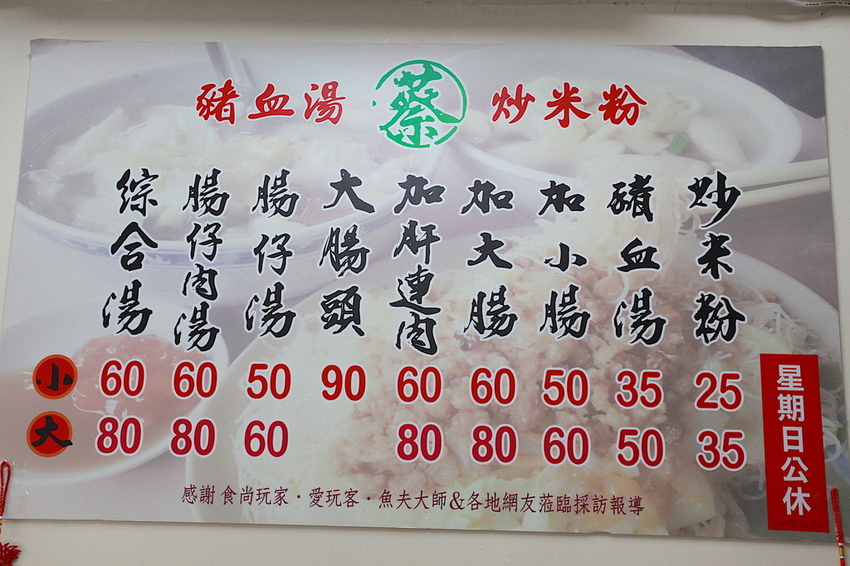 豬血湯 蔡 炒米粉
炒米粉
豬血湯
加小腸
加大腸
加肝連肉
大腸頭
腸仔湯
腸仔肉湯
綜合湯
小 60 60 50 90 60 60 50 35 25
大 80 80 60 80 80 60 50 35
星期日公休
感謝 食尚玩家·愛玩客·魚夫大師&各地網友蒞臨採訪報導